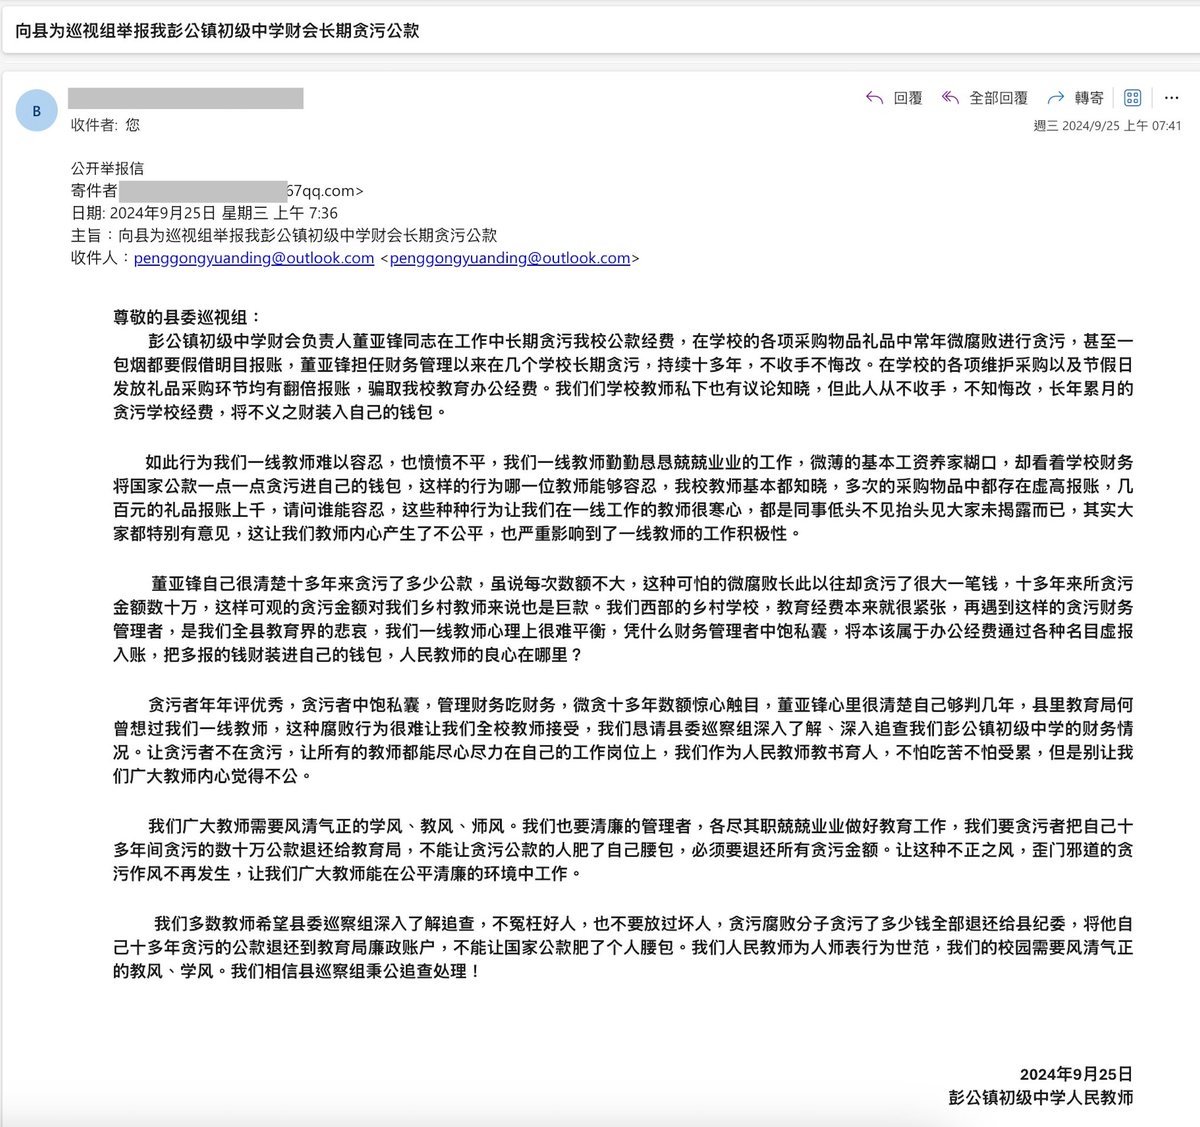 向县为巡视组举报我彭公镇初级中学财会长期贪污公款
B
回覆
全部回覆
轉寄
收件者: 您
週三 2024/9/25 上午 07:41
公开举报信
寄件者 67qq.com>
日期: 2024年9月25日 星期三 上午 7:36
主旨：向县为巡视组举报我彭公镇初级中学财会长期贪污公款
收件人：penggongyuanding@outlook.com <penggongyuanding@outlook.com>
尊敬的县委巡视组：
彭公镇初级中学财会负责人董亚锋同志在工作中长期贪污我校公款经费，在学校的各项采购物品礼品中常年微腐败进行贪污，甚至一
包烟都要假借明目报账，董亚锋担任财务管理以来在几个学校长期贪污，持续十多年，不收手不悔改。在学校的各项维护采购以及节假日
发放礼品采购环节均有翻倍报账，骗取我校教育办公经费。我们们学校教师私下也有议论知晓，但此人从不收手，不知悔改，长年累月的
贪污学校经费，将不义之财装入自己的钱包。
如此行为我们一线教师难以容忍，也愤愤不平，我们一线教师勤勤恳恳兢兢业业的工作，微薄的基本工资养家糊口，却看着学校财务
将国家公款一点一点贪污进自己的钱包，这样的行为哪一位教师能够容忍，我校教师基本都知晓，多次的采购物品中都存在虚高报账，几
百元的礼品报账上千，请问谁能容忍，这些种种行为让我们在一线工作的教师很寒心，都是同事低头不见抬头见大家未揭露而已，其实大
家都特别有意见，这让我们教师内心产生了不公平，也严重影响到了一线教师的工作积极性。
董亚锋自己很清楚十多年来贪污了多少公款，虽说每次数额不大，这种可怕的微腐败长此以往却贪污了很大一笔钱，十多年来所贪污
金额数十万，这样可观的贪污金额对我们乡村教师来说也是巨款。我们西部的乡村学校，教育经费本来就很紧张，再遇到这样的贪污财务
管理者，是我们全县教育界的悲哀，我们一线教师心理上很难平衡，凭什么财务管理者中饱私囊，将本该属于办公经费通过各种名目虚报
入账，把多报的钱财装进自己的钱包，人民教师的良心在哪里？
贪污者年年评优秀，贪污者中饱私囊，管理财务吃财务，微贪十多年数额惊心触目，董亚锋心里很清楚自己够判几年，县里教育局何
曾想过我们一线教师，这种腐败行为很难让我们全校教师接受，我们恳请县委巡察组深入了解、深入追查我们彭公镇初级中学的财务情
况。让贪污者不在贪污，让所有的教师都能尽心尽力在自己的工作岗位上，我们作为人民教师教书育人，不怕吃苦不怕受累，但是别让我
们广大教师内心觉得不公。
我们广大教师需要风清气正的学风、教风、师风。我们也要清廉的管理者，各尽其职兢兢业业做好教育工作，我们要贪污者把自己十
多年间贪污的数十万公款退还给教育局，不能让贪污公款的人肥了自己腰包，必须要退还所有贪污金额。让这种不正之风，歪门邪道的贪
污作风不再发生，让我们广大教师能在公平清廉的环境中工作。
我们多数教师希望县委巡察组深入了解追查，不冤枉好人，也不要放过坏人，贪污腐败分子贪污了多少钱全部退还给县纪委，将他自
己十多年贪污的公款退还到教育局廉政账户，不能让国家公款肥了个人腰包。我们人民教师为人师表行为世范，我们的校园需要风清气正
的教风、学风。我们相信县巡察组秉公追查处理！
2024年9月25日
彭公镇初级中学人民教师